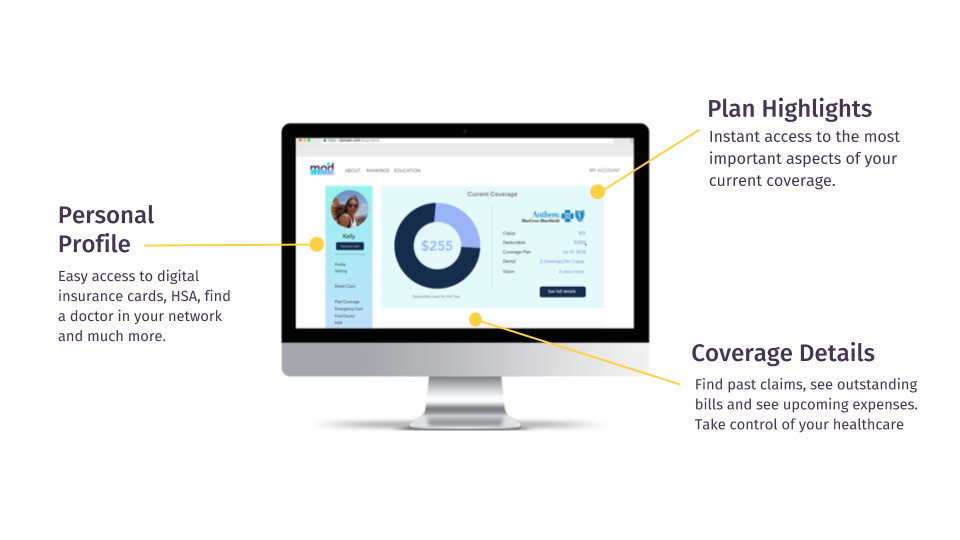 Plan Highlights
Instant access to the most
important aspects of your
current coverage.
Personal
Profile
Easy access to digital
insurance cards, HSA, find
a doctor in your network
and much more.
Coverage Details
Find past claims, see outstanding
bills and see upcoming expenses.
Take control of your healthcare
mod
ABOUT RANKINGS EDUCATION
MY ACCOUNT
Kelly
Profile
Setting
Detail Claim
Plan Coverage
Emergency Care
Find Doctor
HSA
Current Coverage
$255
Anthem
BlueCross BlueShield
Copay
Deductable
Coverage Plan
Dental
Vision
See full details